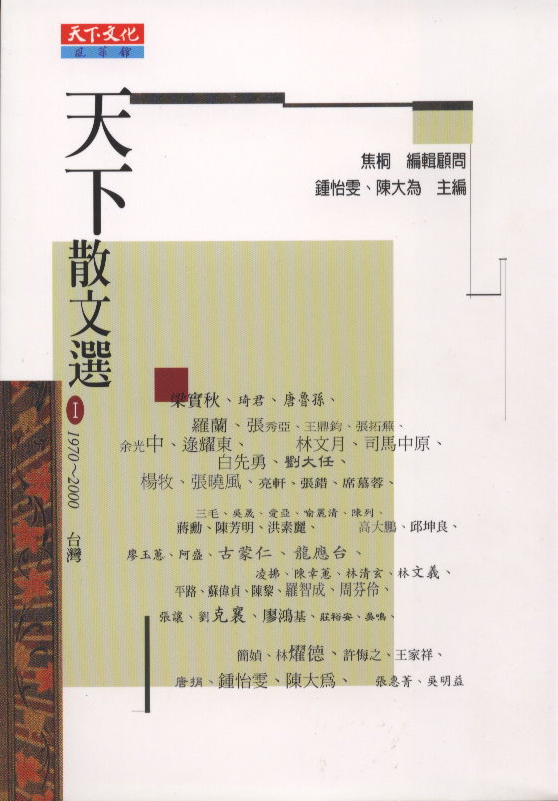 天下文化
風華館
天下散文選
I
1970～2000 台灣
焦桐 編輯顧問
鍾怡雯、陳大為 主編
梁實秋、琦君、唐魯孫、
羅蘭、張秀亞、王鼎鈞、張拓蕪、
余光中、逯耀東、 林文月、司馬中原、
白先勇、劉大任、
楊牧、張曉風、亮軒、張錯、席慕蓉、
三毛、吳晟、愛亞、喻麗清、陳列、
蔣勳、陳芳明、洪素麗、 高大鵬、邱坤良、
廖玉蕙、阿盛、古蒙仁、龍應台、
凌拂、陳幸蕙、林清玄、林文義、
平路、蘇偉貞、陳黎、羅智成、周芬伶、
張讓、劉克襄、廖鴻基、莊裕安、吳鳴、
簡媜、林燿德、許悔之、王家祥、
唐捐、鍾怡雯、陳大為、 張惠菁、吳明益